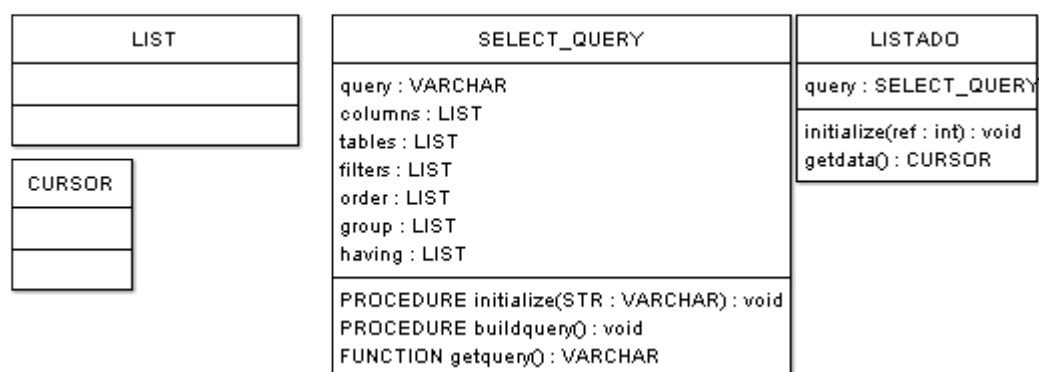 LIST
CURSOR
SELECT_QUERY
query : VARCHAR
columns : LIST
tables : LIST
filters : LIST
order : LIST
group : LIST
having : LIST
PROCEDURE initialize(STR : VARCHAR) : void
PROCEDURE buildquery() : void
FUNCTION getquery() : VARCHAR
LISTADO
query : SELECT_QUERY
initialize(ref : int) : void
getdata() : CURSOR